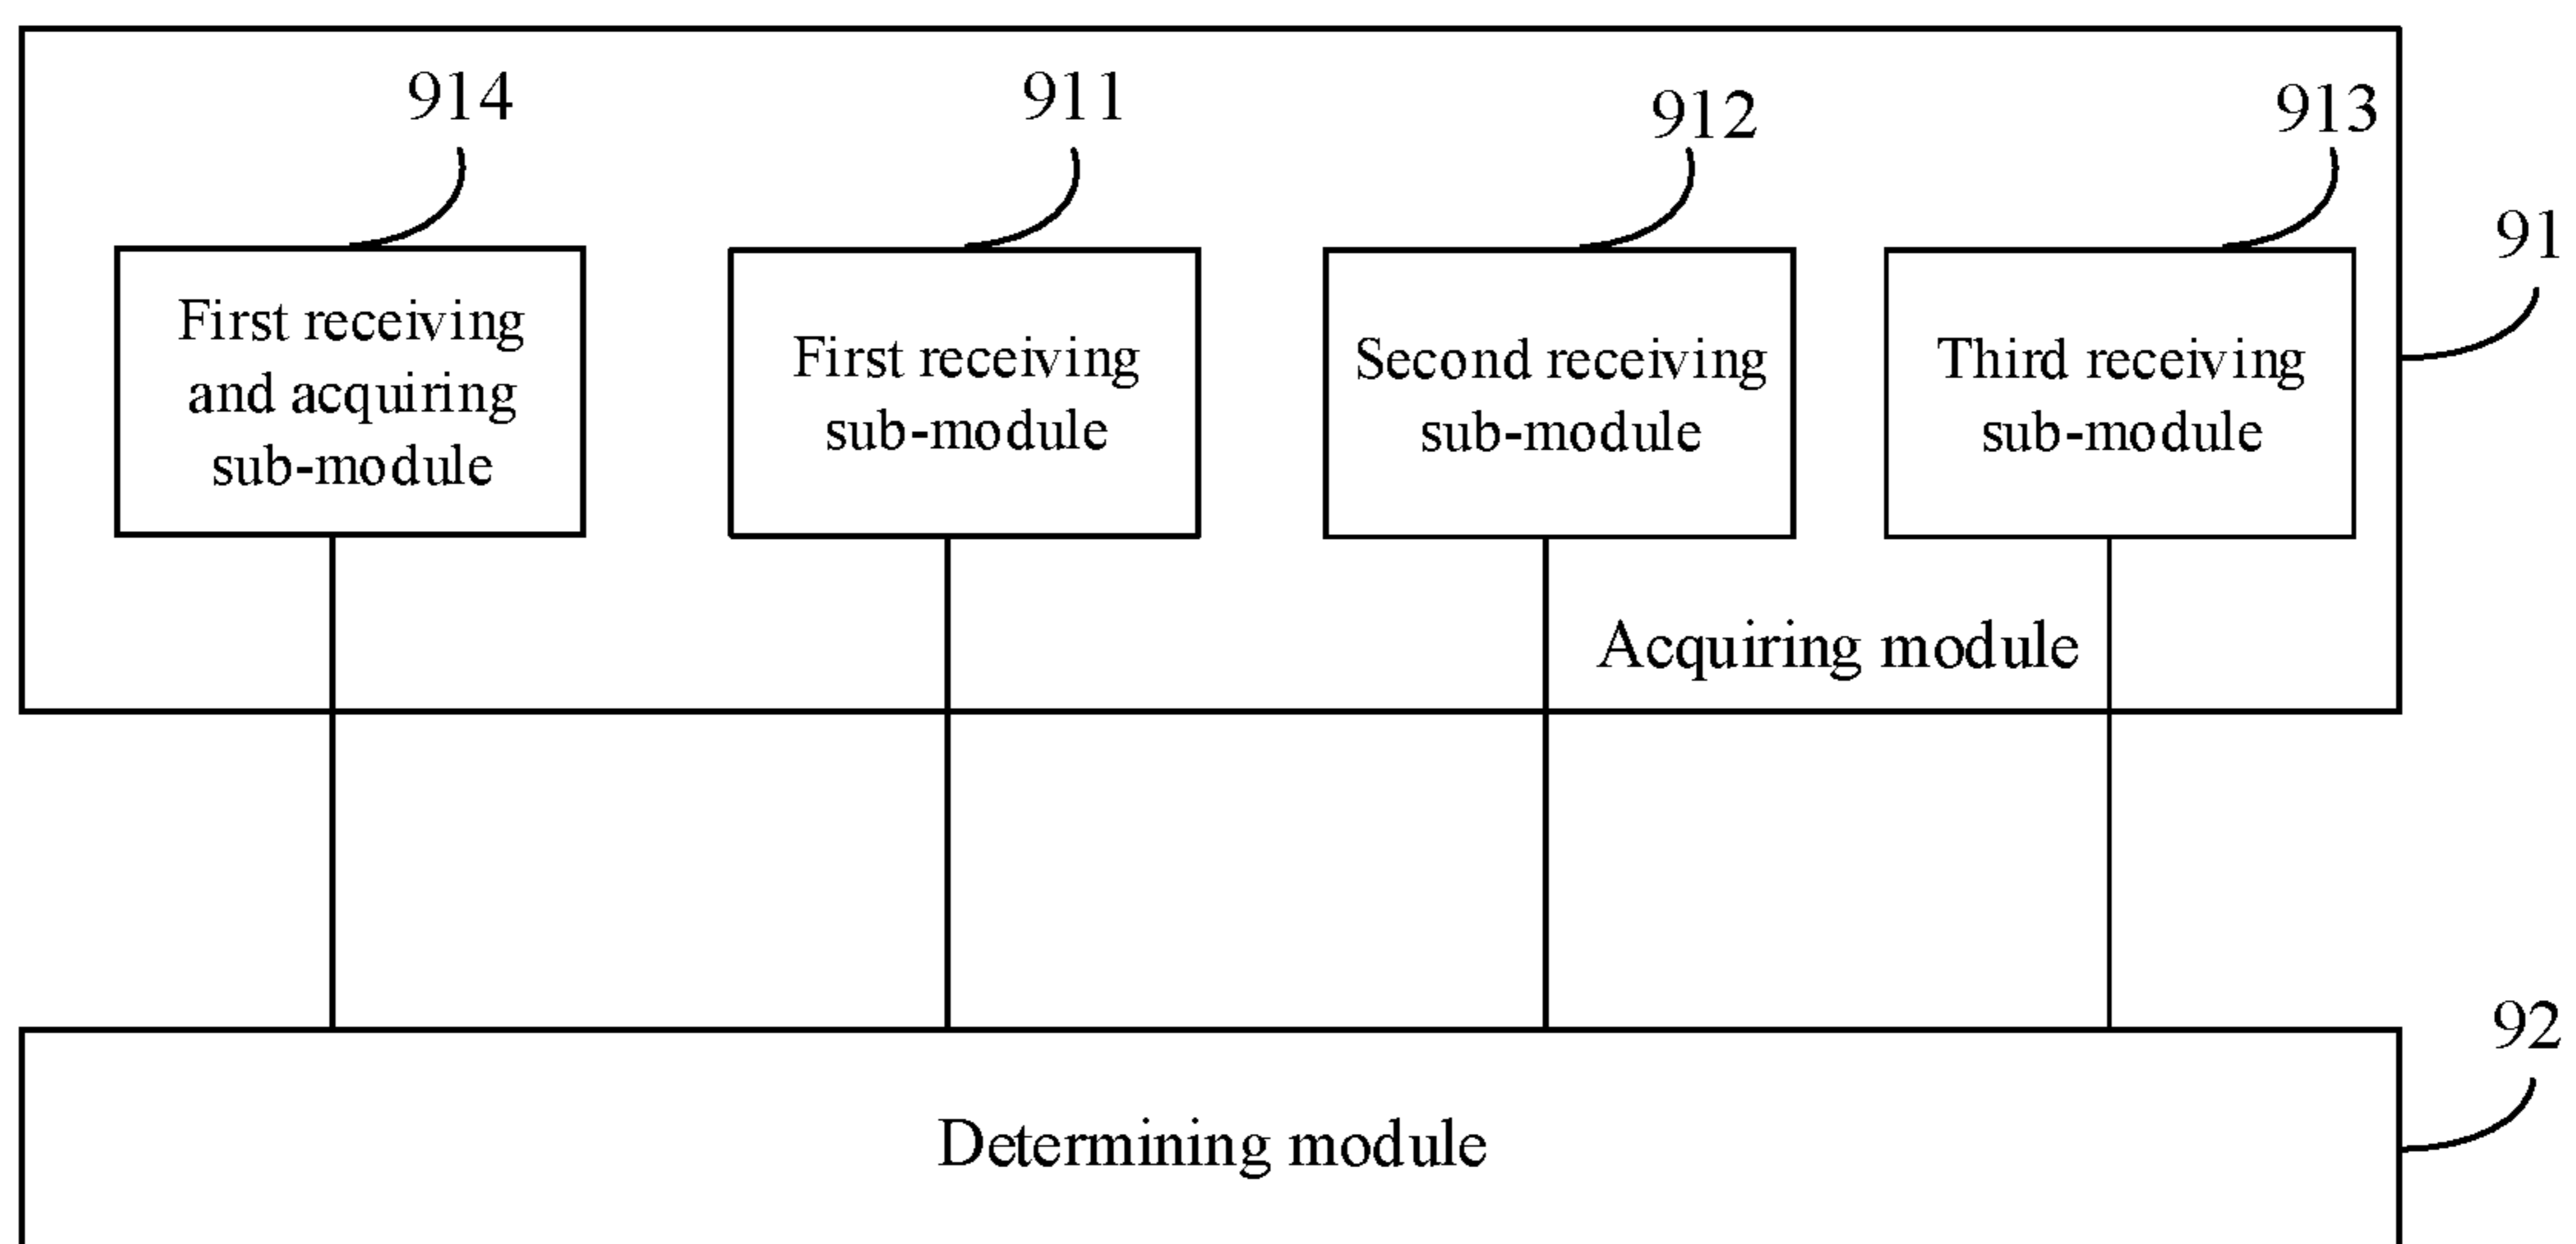 914
911
912
913
91
First receiving
and acquiring
sub-module
First receiving
sub-module
Second receiving
sub-module
Third receiving
sub-module
Acquiring module
92
Determining module